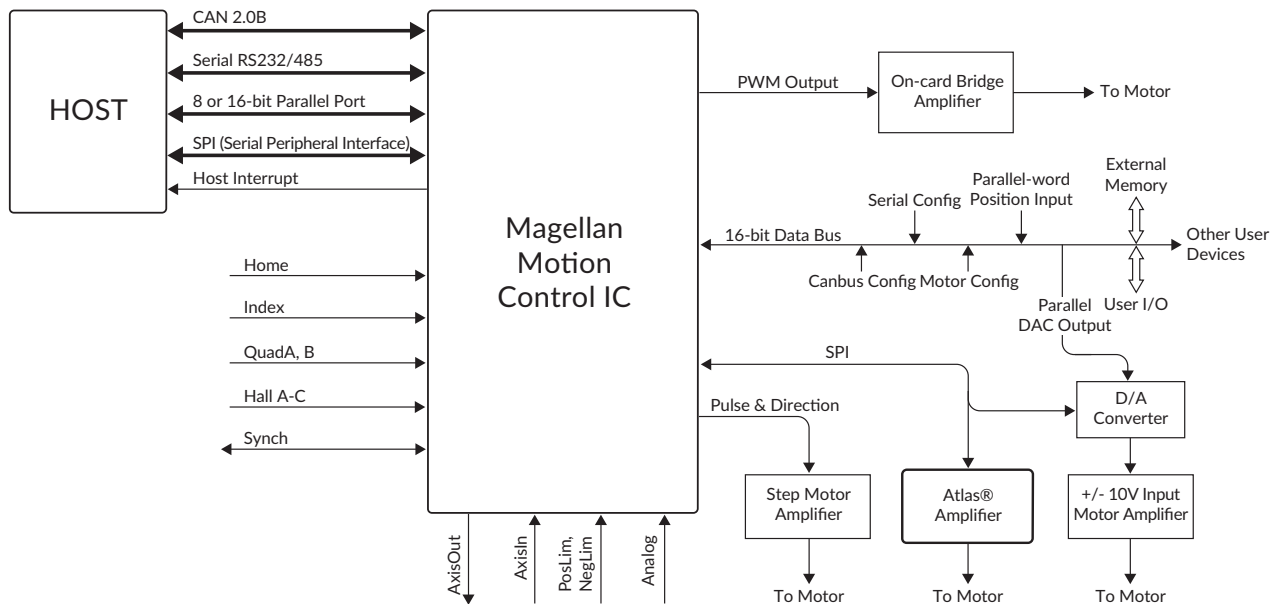 CAN 2.0B
Serial RS232/485
8 or 16-bit Parallel Port
SPI (Serial Peripheral Interface)
Host Interrupt
HOST
Home
Index
QuadA, B
Hall A-C
Synch
Magellan
Motion
Control IC
AxisOut
AxisIn
PosLim,
NegLim
Analog
PWM Output
On-card Bridge
Amplifier
To Motor
16-bit Data Bus
Serial Config
Parallel-word
Position Input
External
Memory
Other User
Devices
Canbus Config
Motor Config
User I/O
Parallel
DAC Output
SPI
D/A
Converter
Pulse & Direction
Step Motor
Amplifier
Atlas®
Amplifier
+/- 10V Input
Motor Amplifier
To Motor
To Motor
To Motor